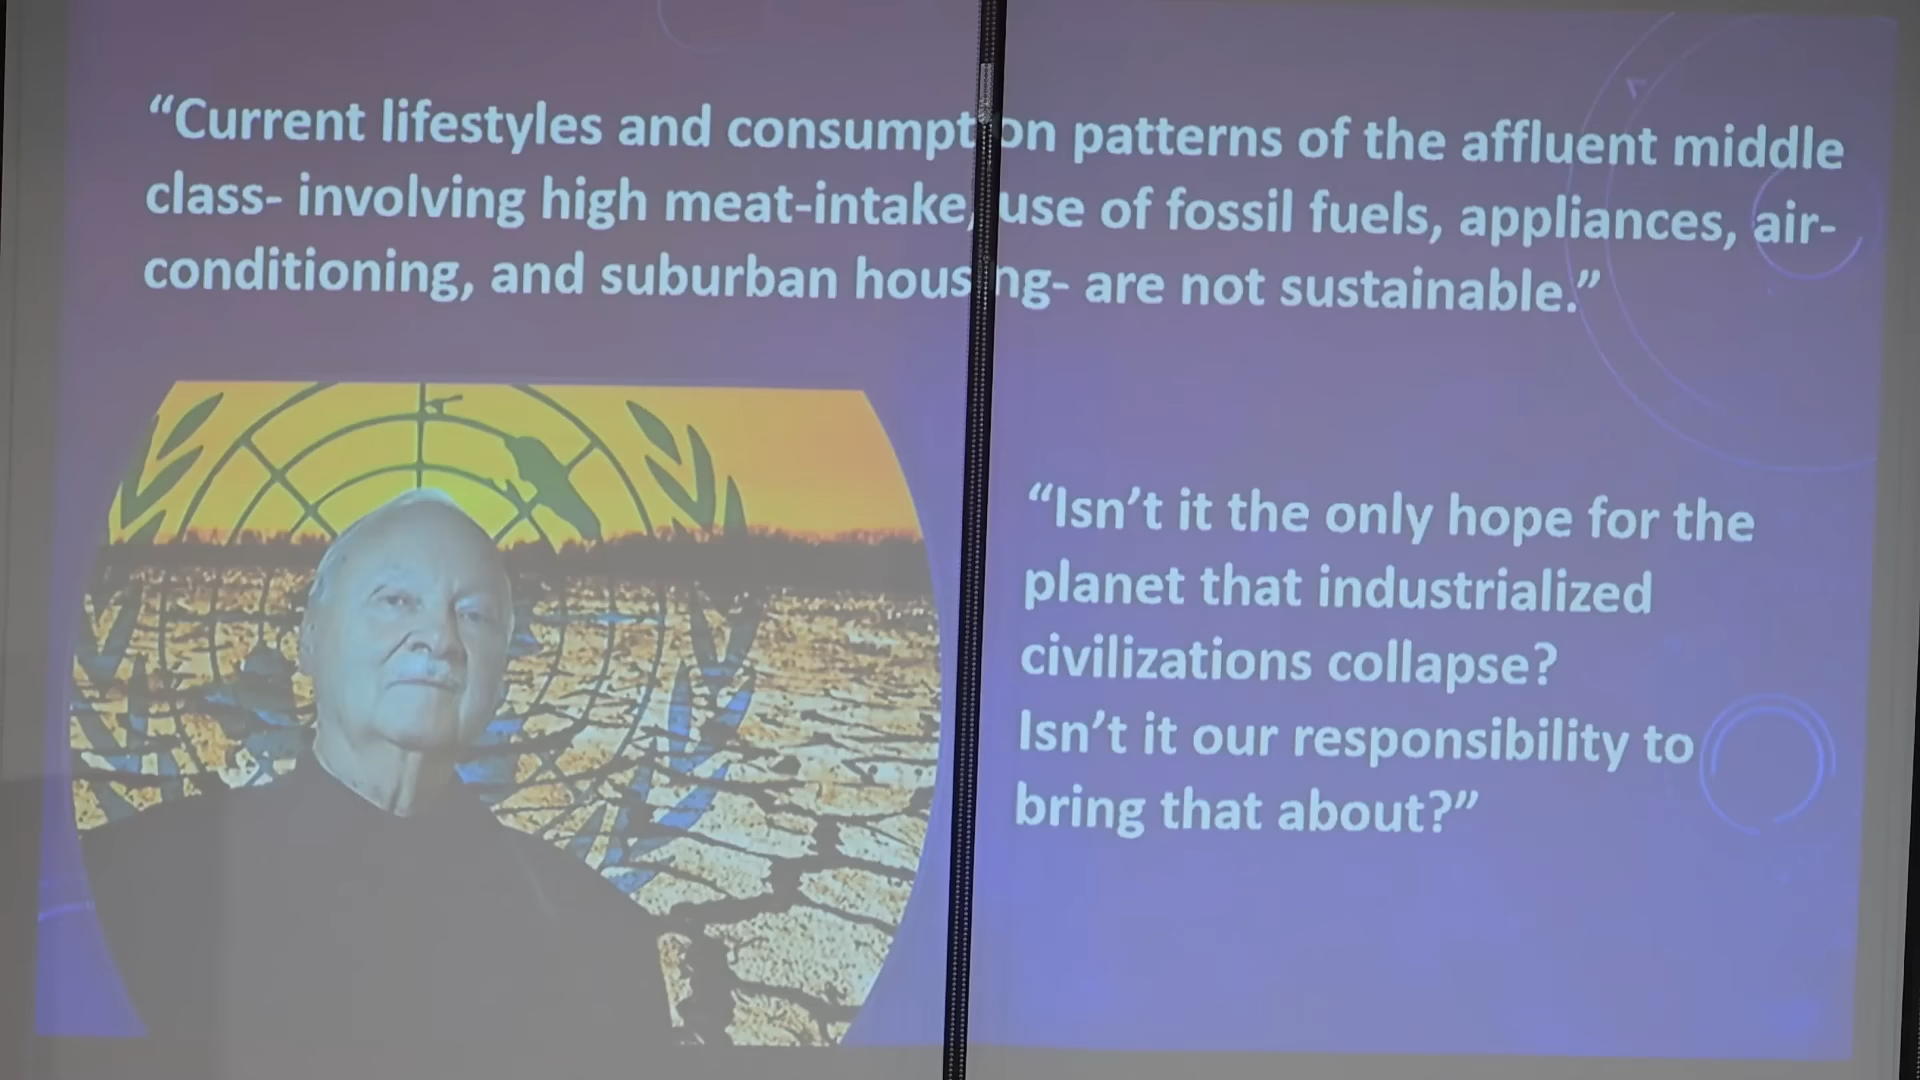 “Current lifestyles and consumption patterns of the affluent middle
class- involving high meat-intake, use of fossil fuels, appliances, air-
conditioning, and suburban housing- are not sustainable.”
“Isn’t it the only hope for the
planet that industrialized
civilizations collapse?
Isn’t it our responsibility to
bring that about?”